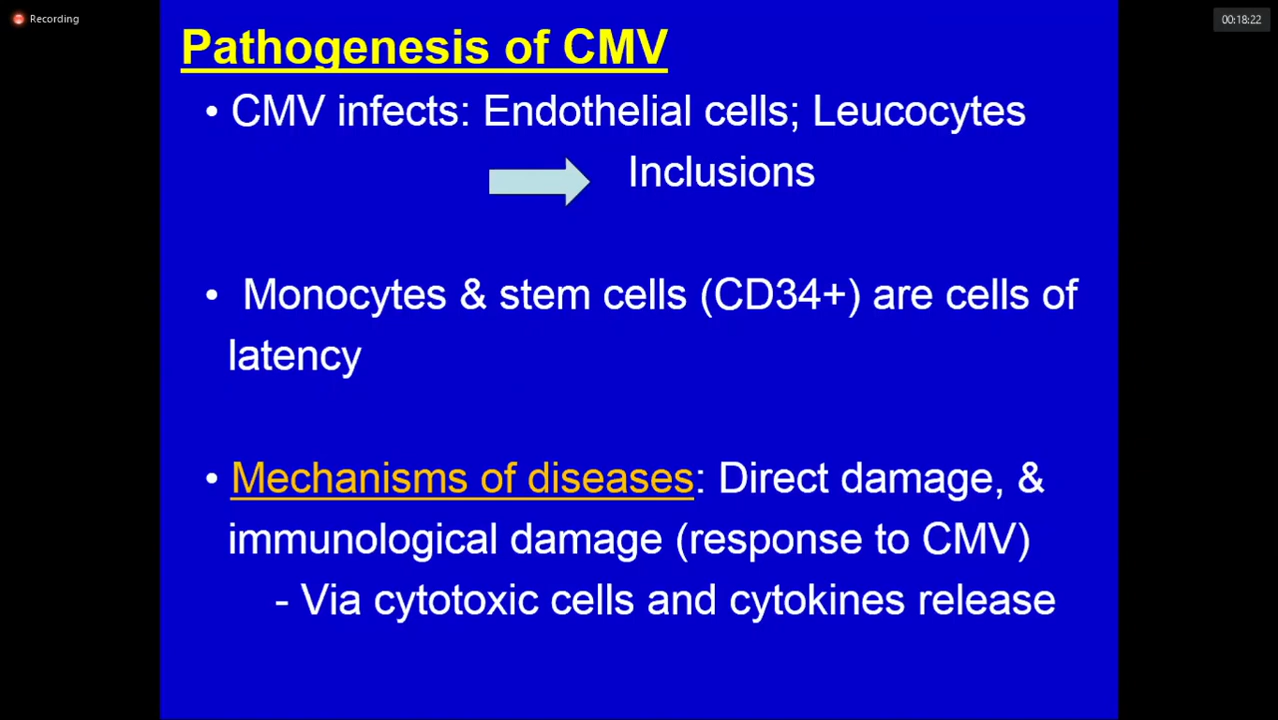 Recording
00:18:22
Pathogenesis of CMV
• CMV infects: Endothelial cells; Leucocytes
Inclusions
• Monocytes & stem cells (CD34+) are cells of
latency
• Mechanisms of diseases: Direct damage, &
immunological damage (response to CMV)
- Via cytotoxic cells and cytokines release